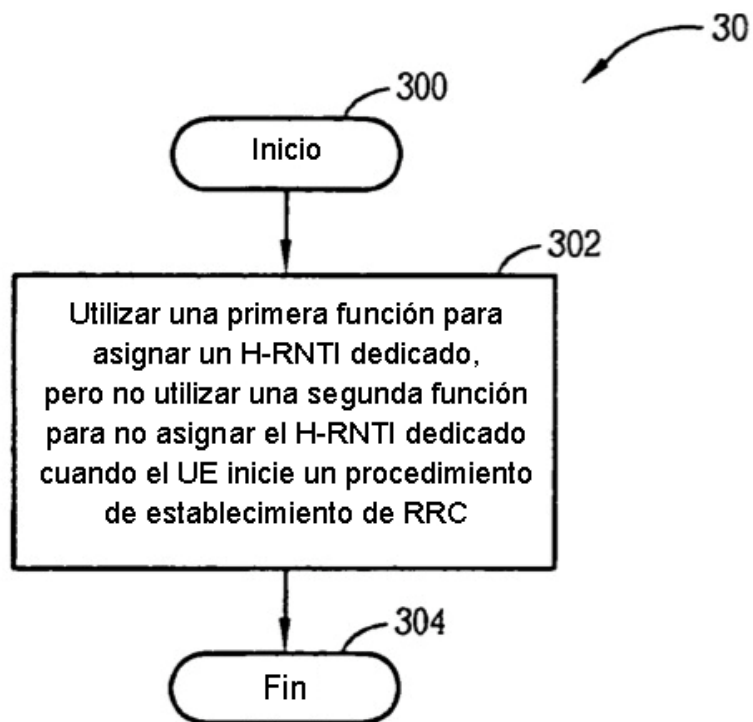 30
300
Inicio
302
Utilizar una primera función para
asignar un H-RNTI dedicado,
pero no utilizar una segunda función
para no asignar el H-RNTI dedicado
cuando el UE inicie un procedimiento
de establecimiento de RRC
304
Fin